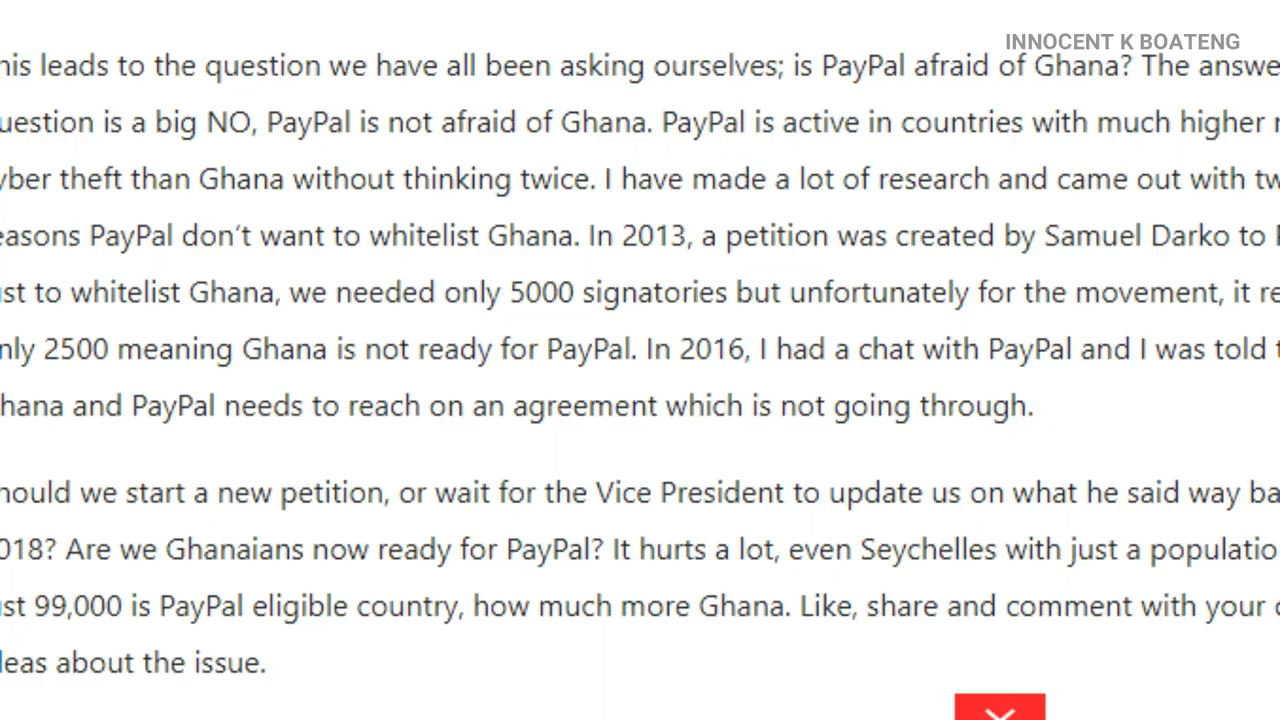 INNOCENT K BOATENG
his leads to the question we have all been asking ourselves; is PayPal afraid of Ghana? The answe
uestion is a big NO, PayPal is not afraid of Ghana. PayPal is active in countries with much higher
yber theft than Ghana without thinking twice. I have made a lot of research and came out with tw
easons PayPal don't want to whitelist Ghana. In 2013, a petition was created by Samuel Darko to
st to whitelist Ghana, we needed only 5000 signatories but unfortunately for the movement, it re
nly 2500 meaning Ghana is not ready for PayPal. In 2016, I had a chat with PayPal and I was told t
hana and PayPal needs to reach on an agreement which is not going through.
hould we start a new petition, or wait for the Vice President to update us on what he said way ba
018? Are we Ghanaians now ready for PayPal? It hurts a lot, even Seychelles with just a populatio
st 99,000 is PayPal eligible country, how much more Ghana. Like, share and comment with your
deas about the issue.